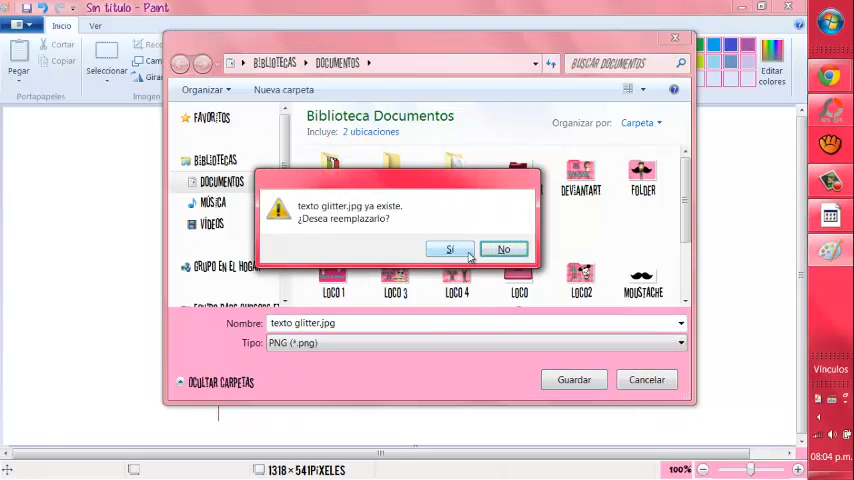 Sin título - Paint
Inicio
Ver
Pegar
Cortar
Copiar
Portapapeles
Seleccionar
Imagen
Editar
colores
BIBLIOTECAS
DOCUMENTOS
BUSCAR DOCUMENTOS
Organizar
Nueva carpeta
FAVORITOS
BIBLIOTECAS
DOCUMENTOS
MÚSICA
VÍDEOS
GRUPO EN EL HOGAR
Biblioteca Documentos
Incluye: 2 ubicaciones
Organizar por: Carpeta
DEVIANTART
FOLDER
texto glitter.jpg ya existe.
¿Desea reemplazarlo?
Sí
No
LOCO 1
LOCO 3
LOCO 4
LOCO
LOCO2
MOUSTACHE
Nombre: texto glitter.jpg
Tipo: PNG (*.png)
OCULTAR CARPETAS
Guardar
Cancelar
1318 × 541PÍXELES
100%
Vínculos
08:04 p.m.